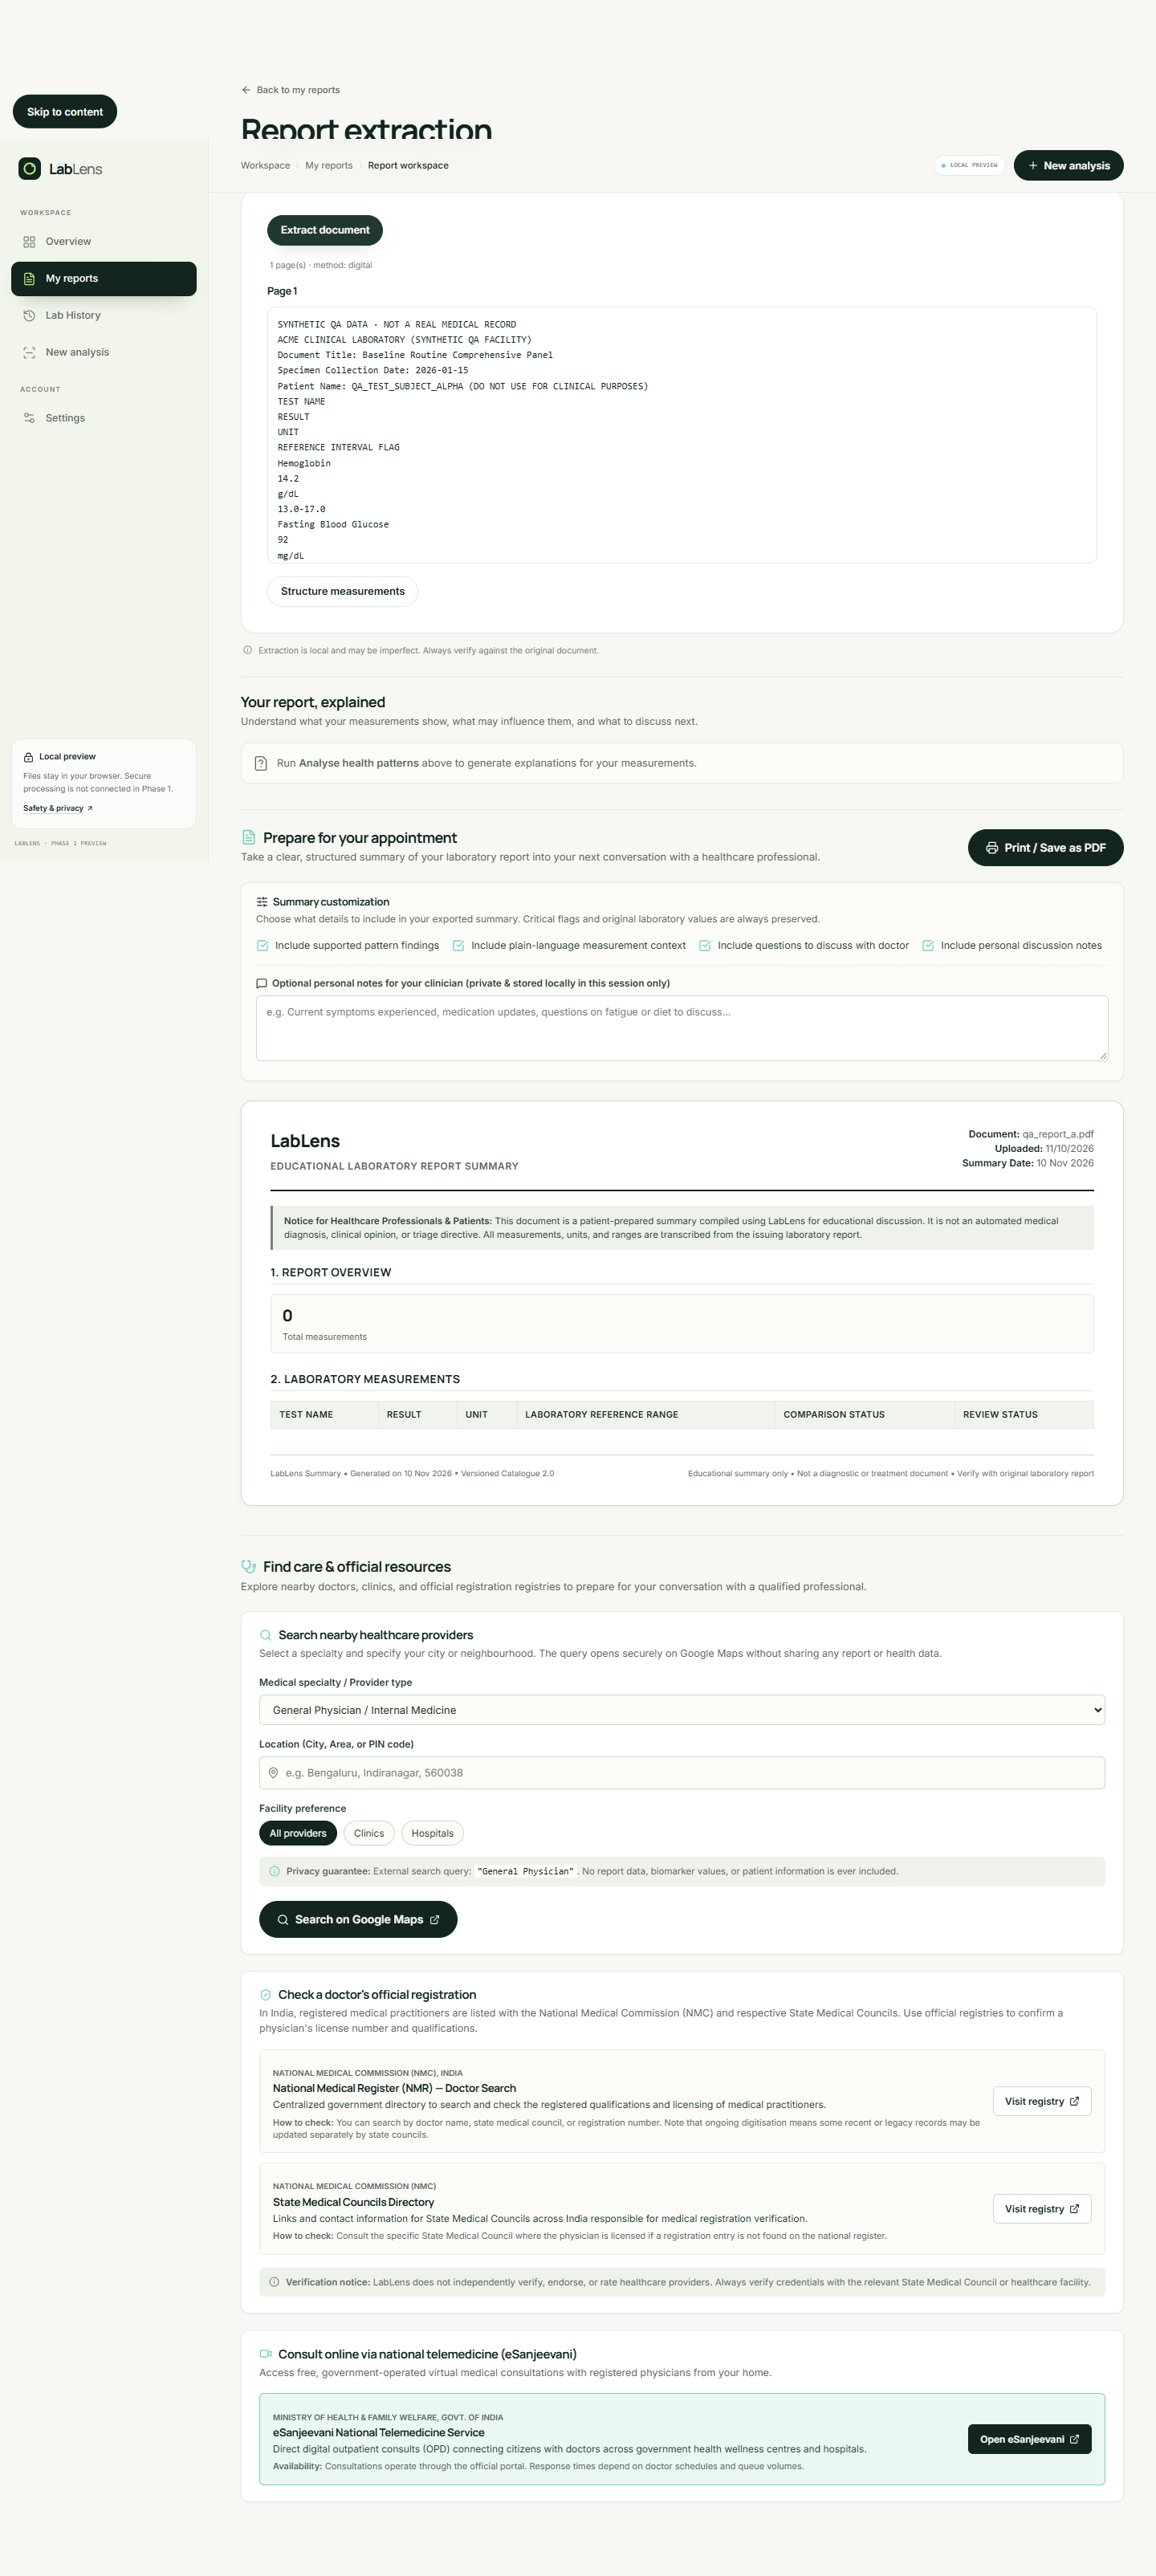 ← Back to my reports
Skip to content
Report extraction
LabLens
Workspace › My reports › Report workspace
LOCAL PREVIEW
+ New analysis
WORKSPACE
Overview
My reports
Lab History
New analysis
ACCOUNT
Settings
Local preview
Files stay in your browser. Secure
processing is not connected in Phase 1.
Safety & privacy ↗
LABLENS · PHASE 1 PREVIEW
Extract document
1 page(s) · method: digital
Page 1
SYNTHETIC QA DATA - NOT A REAL MEDICAL RECORD
ACME CLINICAL LABORATORY (SYNTHETIC QA FACILITY)
Document Title: Baseline Routine Comprehensive Panel
Specimen Collection Date: 2026-01-15
Patient Name: QA_TEST_SUBJECT_ALPHA (DO NOT USE FOR CLINICAL PURPOSES)
TEST NAME
RESULT
UNIT
REFERENCE INTERVAL FLAG
Hemoglobin
14.2
g/dL
13.0-17.0
Fasting Blood Glucose
92
mg/dL
Structure measurements
Extraction is local and may be imperfect. Always verify against the original document.
Your report, explained
Understand what your measurements show, what may influence them, and what to discuss next.
Run Analyse health patterns above to generate explanations for your measurements.
Prepare for your appointment
Take a clear, structured summary of your laboratory report into your next conversation with a healthcare professional.
Print / Save as PDF
Summary customization
Choose what details to include in your exported summary. Critical flags and original laboratory values are always preserved.
Include supported pattern findings
Include plain-language measurement context
Include questions to discuss with doctor
Include personal discussion notes
Optional personal notes for your clinician (private & stored locally in this session only)
e.g. Current symptoms experienced, medication updates, questions on fatigue or diet to discuss...
LabLens
EDUCATIONAL LABORATORY REPORT SUMMARY
Document: qa_report_a.pdf
Uploaded: 11/10/2026
Summary Date: 10 Nov 2026
Notice for Healthcare Professionals & Patients: This document is a patient-prepared summary compiled using LabLens for educational discussion. It is not an automated medical
diagnosis, clinical opinion, or triage directive. All measurements, units, and ranges are transcribed from the issuing laboratory report.
1. REPORT OVERVIEW
0
Total measurements
2. LABORATORY MEASUREMENTS
TEST NAME RESULT UNIT LABORATORY REFERENCE RANGE COMPARISON STATUS REVIEW STATUS
LabLens Summary • Generated on 10 Nov 2026 • Versioned Catalogue 2.0
Educational summary only • Not a diagnostic or treatment document • Verify with original laboratory report
Find care & official resources
Explore nearby doctors, clinics, and official registration registries to prepare for your conversation with a qualified professional.
Search nearby healthcare providers
Select a specialty and specify your city or neighbourhood. The query opens securely on Google Maps without sharing any report or health data.
Medical specialty / Provider type
General Physician / Internal Medicine
Location (City, Area, or PIN code)
e.g. Bengaluru, Indiranagar, 560038
Facility preference
All providers
Clinics
Hospitals
Privacy guarantee: External search query: "General Physician". No report data, biomarker values, or patient information is ever included.
Search on Google Maps
Check a doctor's official registration
In India, registered medical practitioners are listed with the National Medical Commission (NMC) and respective State Medical Councils. Use official registries to confirm a
physician's license number and qualifications.
NATIONAL MEDICAL COMMISSION (NMC), INDIA
National Medical Register (NMR) — Doctor Search
Centralized government directory to search and check the registered qualifications and licensing of medical practitioners.
How to check: You can search by doctor name, state medical council, or registration number. Note that ongoing digitisation means some recent or legacy records may be
updated separately by state councils.
Visit registry
NATIONAL MEDICAL COMMISSION (NMC)
State Medical Councils Directory
Links and contact information for State Medical Councils across India responsible for medical registration verification.
How to check: Consult the specific State Medical Council where the physician is licensed if a registration entry is not found on the national register.
Visit registry
Verification notice: LabLens does not independently verify, endorse, or rate healthcare providers. Always verify credentials with the relevant State Medical Council or healthcare facility.
Consult online via national telemedicine (eSanjeevani)
Access free, government-operated virtual medical consultations with registered physicians from your home.
MINISTRY OF HEALTH & FAMILY WELFARE, GOVT. OF INDIA
eSanjeevani National Telemedicine Service
Direct digital outpatient consults (OPD) connecting citizens with doctors across government health wellness centres and hospitals.
Availability: Consultations operate through the official portal. Response times depend on doctor schedules and queue volumes.
Open eSanjeevani